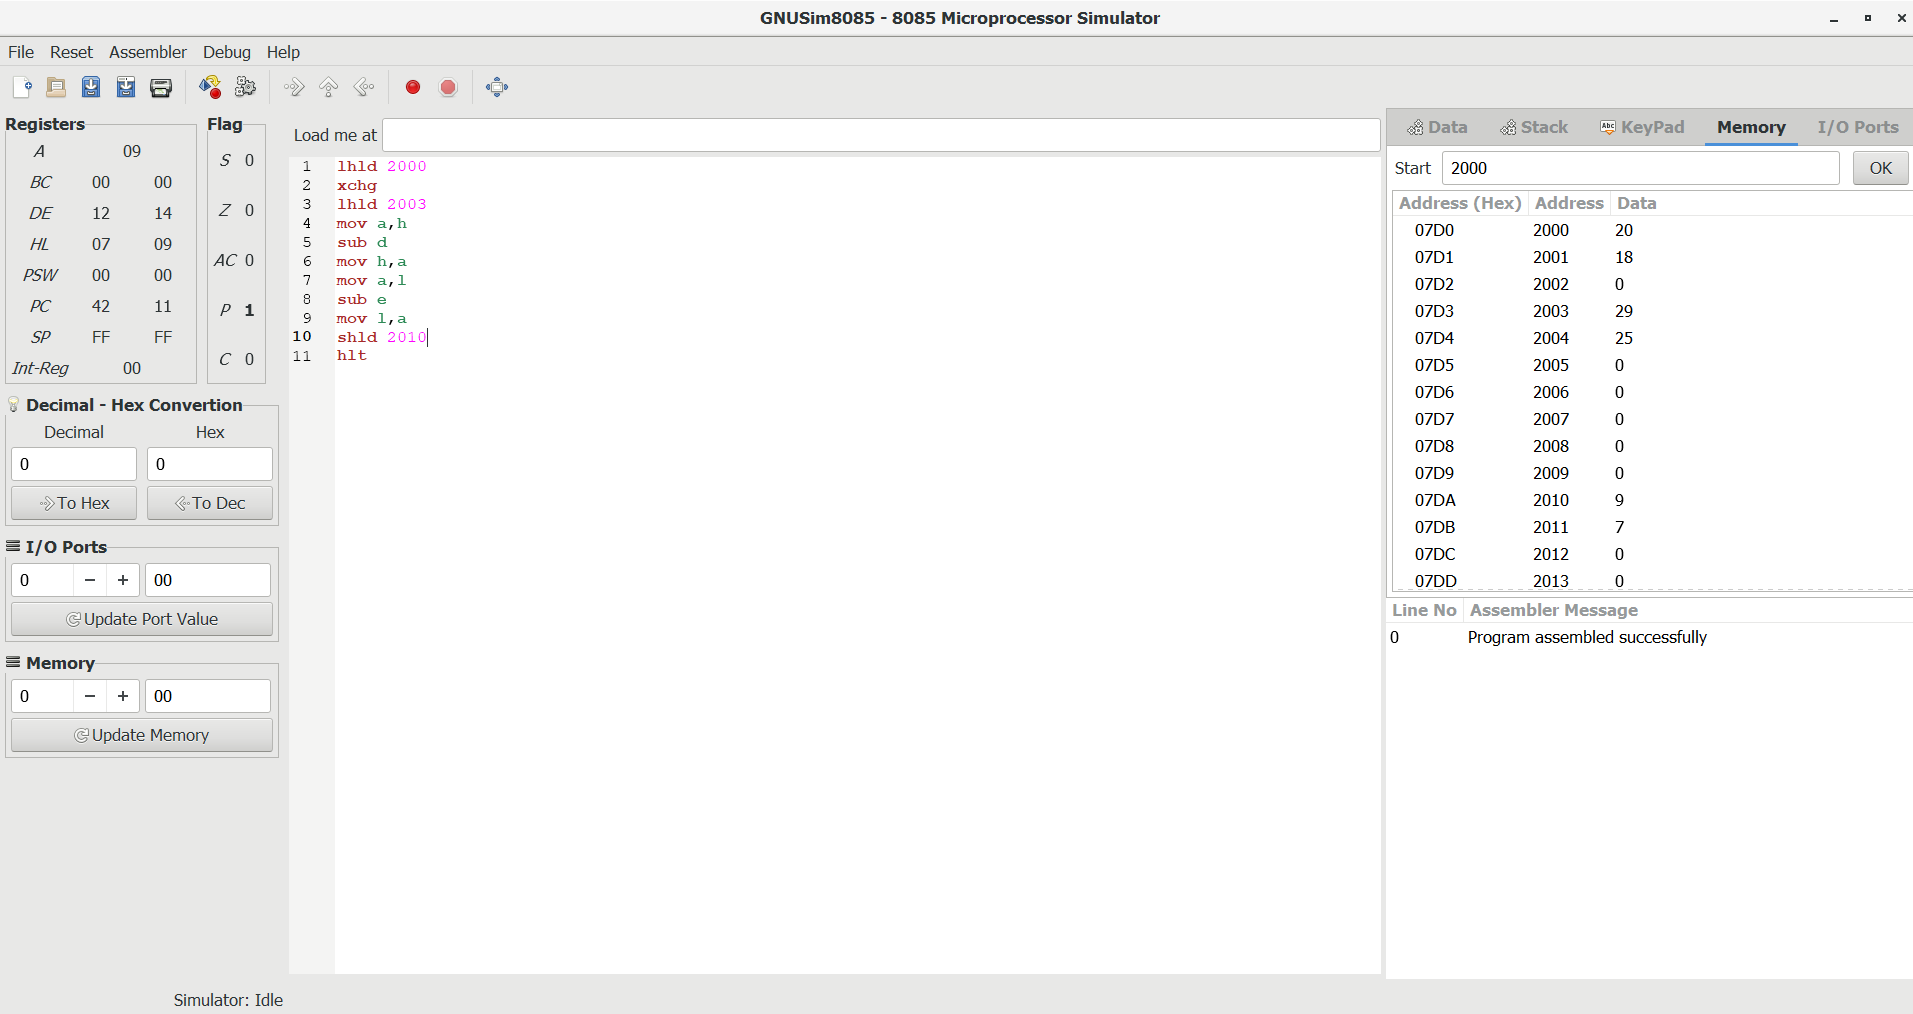 GNUSim8085 - 8085 Microprocessor Simulator
File Reset Assembler Debug Help
Registers
A 09
BC 00 00
DE 12 14
HL 07 09
PSW 00 00
PC 42 11
SP FF FF
Int-Reg 00
Flag
S 0
Z 0
AC 0
P 1
C 0
Decimal - Hex Convertion
Decimal Hex
0 0
To Hex To Dec
I/O Ports
0 − + 00
Update Port Value
Memory
0 − + 00
Update Memory
Load me at
1 lhld 2000
2 xchg
3 lhld 2003
4 mov a,h
5 sub d
6 mov h,a
7 mov a,l
8 sub e
9 mov l,a
10 shld 2010
11 hlt
Data Stack Abc KeyPad Memory I/O Ports
Start 2000 OK
Address (Hex) Address Data
07D0 2000 20
07D1 2001 18
07D2 2002 0
07D3 2003 29
07D4 2004 25
07D5 2005 0
07D6 2006 0
07D7 2007 0
07D8 2008 0
07D9 2009 0
07DA 2010 9
07DB 2011 7
07DC 2012 0
07DD 2013 0
Line No Assembler Message
0 Program assembled successfully
Simulator: Idle